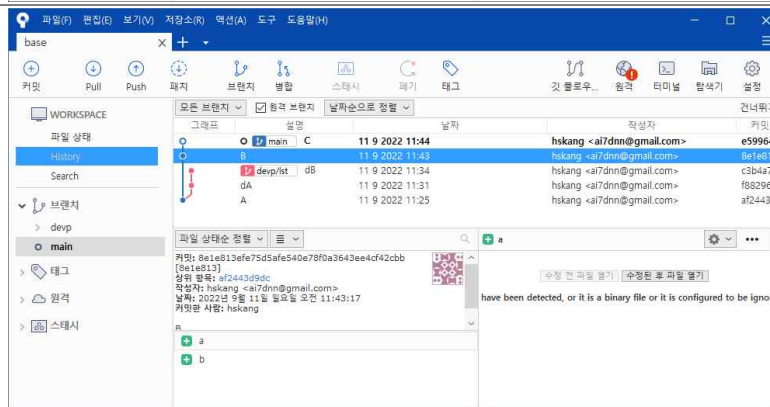 파일(F) 편집(E) 보기(V) 저장소(R) 액션(A) 도구 도움말(H)
base
커밋 Pull Push 패치 브랜치 병합 스태시 폐기 태그 깃 플로우... 원격 터미널 탐색기 설정
WORKSPACE
파일 상태
History
Search
브랜치
devp
main
태그
원격
스태시
모든 브랜치 원격 브랜치 날짜순으로 정렬 건너뛰
그래프 설명 날짜 작성자 커밋
main C 11 9 2022 11:44 hskang <ai7dnn@gmail.com> e5996
B 11 9 2022 11:43 hskang <ai7dnn@gmail.com> 8e1e81
devp/lst dB 11 9 2022 11:34 hskang <ai7dnn@gmail.com> c3b4a7
dA 11 9 2022 11:31 hskang <ai7dnn@gmail.com> f88296
A 11 9 2022 11:25 hskang <ai7dnn@gmail.com> af2443
파일 상태순 정렬
커밋: 8e1e813efe75d5afe540e78f0a3643ee4cf42cbb
[8e1e813]
상위 항목: af2443d9dc
작성자: hskang <ai7dnn@gmail.com>
날짜: 2022년 9월 11일 일요일 오전 11:43:17
커밋한 사람: hskang
B
a
b
a
수정 전 파일 열기 수정된 후 파일 열기
have been detected, or it is a binary file or it is configured to be igno